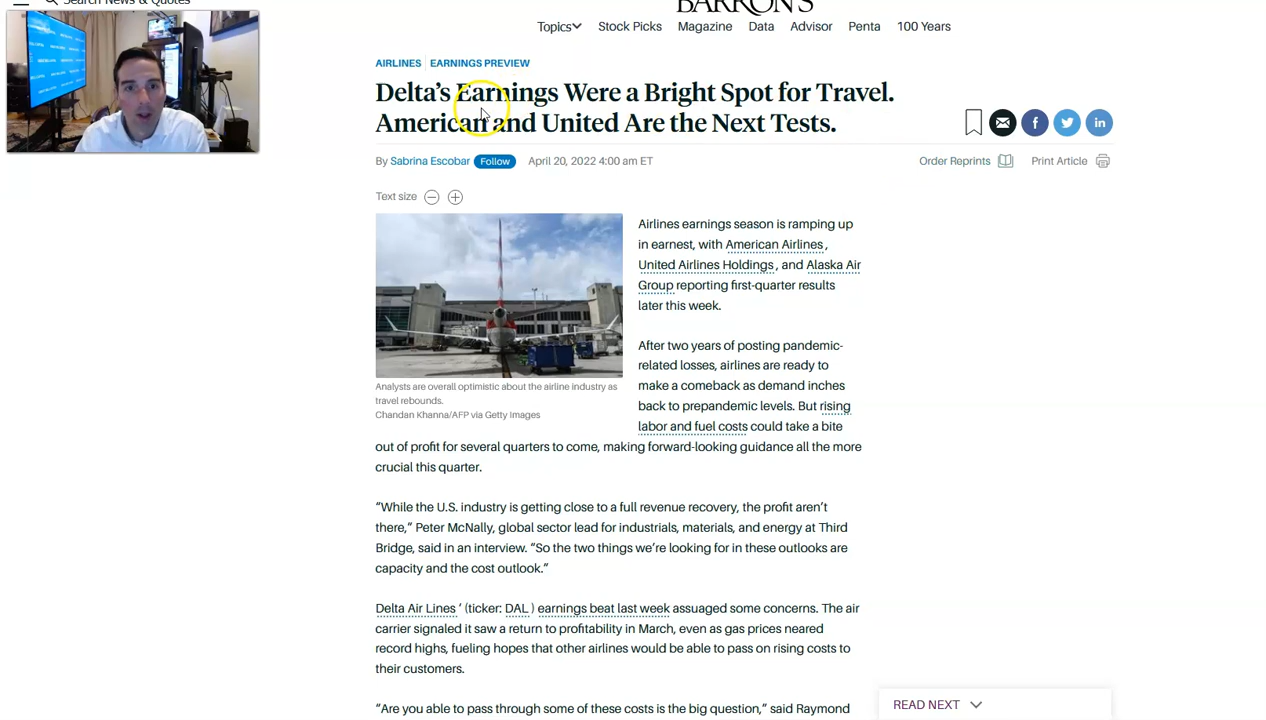 Search News & Quotes
BARRON'S
Topics Stock Picks Magazine Data Advisor Penta 100 Years
AIRLINES EARNINGS PREVIEW
Delta's Earnings Were a Bright Spot for Travel.
American and United Are the Next Tests.
By Sabrina Escobar Follow April 20, 2022 4:00 am ET
Order Reprints Print Article
Text size
Analysts are overall optimistic about the airline industry as
travel rebounds.
Chandan Khanna/AFP via Getty Images
Airlines earnings season is ramping up
in earnest, with American Airlines ,
United Airlines Holdings , and Alaska Air
Group reporting first-quarter results
later this week.
After two years of posting pandemic-
related losses, airlines are ready to
make a comeback as demand inches
back to prepandemic levels. But rising
labor and fuel costs could take a bite
out of profit for several quarters to come, making forward-looking guidance all the more
crucial this quarter.
“While the U.S. industry is getting close to a full revenue recovery, the profit aren’t
there,” Peter McNally, global sector lead for industrials, materials, and energy at Third
Bridge, said in an interview. “So the two things we’re looking for in these outlooks are
capacity and the cost outlook.”
Delta Air Lines ’ (ticker: DAL ) earnings beat last week assuaged some concerns. The air
carrier signaled it saw a return to profitability in March, even as gas prices neared
record highs, fueling hopes that other airlines would be able to pass on rising costs to
their customers.
“Are you able to pass through some of these costs is the big question,” said Raymond
READ NEXT